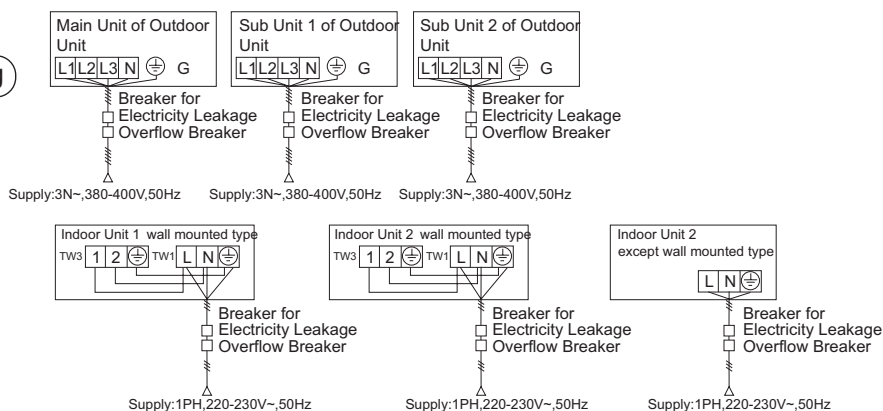 Main Unit of Outdoor
Unit
L1 L2 L3 N G
Breaker for
Electricity Leakage
Overflow Breaker
Supply:3N~,380-400V,50Hz
Sub Unit 1 of Outdoor
Unit
L1 L2 L3 N G
Breaker for
Electricity Leakage
Overflow Breaker
Supply:3N~,380-400V,50Hz
Sub Unit 2 of Outdoor
Unit
L1 L2 L3 N G
Breaker for
Electricity Leakage
Overflow Breaker
Supply:3N~,380-400V,50Hz
Indoor Unit 1 wall mounted type
TW3 1 2 TW1 L N
Breaker for
Electricity Leakage
Overflow Breaker
Supply:1PH,220-230V~,50Hz
Indoor Unit 2 wall mounted type
TW3 1 2 TW1 L N
Breaker for
Electricity Leakage
Overflow Breaker
Supply:1PH,220-230V~,50Hz
Indoor Unit 2
except wall mounted type
L N
Breaker for
Electricity Leakage
Overflow Breaker
Supply:1PH,220-230V~,50Hz